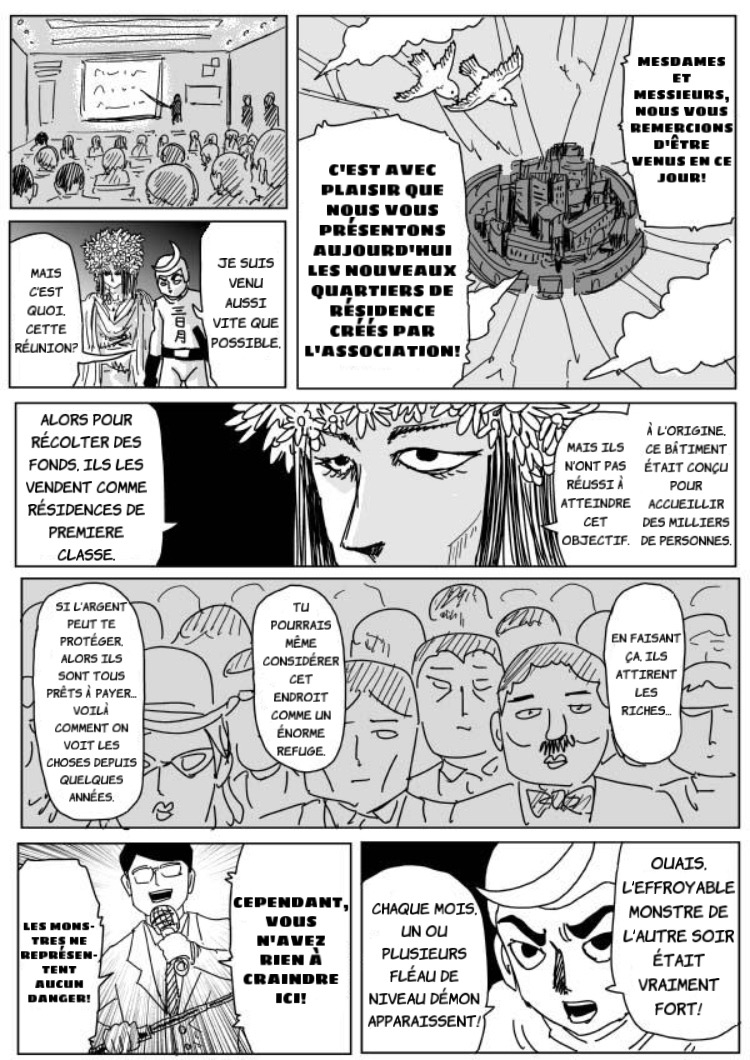 MESDAMES
ET
MESSIEURS,
NOUS VOUS
REMERCIONS
D'ÊTRE
VENUS EN CE
JOUR!
C'EST AVEC
PLAISIR QUE
NOUS VOUS
PRÉSENTONS
AUJOURD'HUI
LES NOUVEAUX
QUARTIERS DE
RÉSIDENCE
CRÉÉS PAR
L'ASSOCIATION!
JE SUIS
VENU
AUSSI
VITE QUE
POSSIBLE.
三日月
MAIS
C'EST
QUOI.
CETTE
RÉUNION?
À L'ORIGINE.
CE BÂTIMENT
ÉTAIT CONÇU
POUR
ACCUEILLIR
DES MILLIERS
DE PERSONNES.
MAIS ILS
N'ONT PAS
RÉUSSI À
ATTEINDRE
CET
OBJECTIF.
ALORS POUR
RÉCOLTER DES
FONDS. ILS LES
VENDENT COMME
RÉSIDENCES DE
PREMIERE
CLASSE.
EN FAISANT
ÇA. ILS
ATTIRENT
LES
RICHES...
TU
POURRAIS
MÊME
CONSIDÉRER
CET
ENDROIT
COMME UN
ÉNORME
REFUGE.
SI L'ARGENT
PEUT TE
PROTÉGER.
ALORS ILS
SONT TOUS
PRÊTS À PAYER...
VOILÀ
COMMENT ON
VOIT LES
CHOSES DEPUIS
QUELQUES
ANNÉES.
OUAIS.
L'EFFROYABLE
MONSTRE DE
L'AUTRE SOIR
ÉTAIT
VRAIMENT
FORT!
CHAQUE MOIS.
UN OU
PLUSIEURS
FLÉAU DE
NIVEAU DÉMON
APPARAISSENT!
CEPENDANT,
VOUS
N'AVEZ
RIEN À
CRAINDRE
ICI!
LES MONS-
TRES NE
REPRÉSEN-
TENT
AUCUN
DANGER!